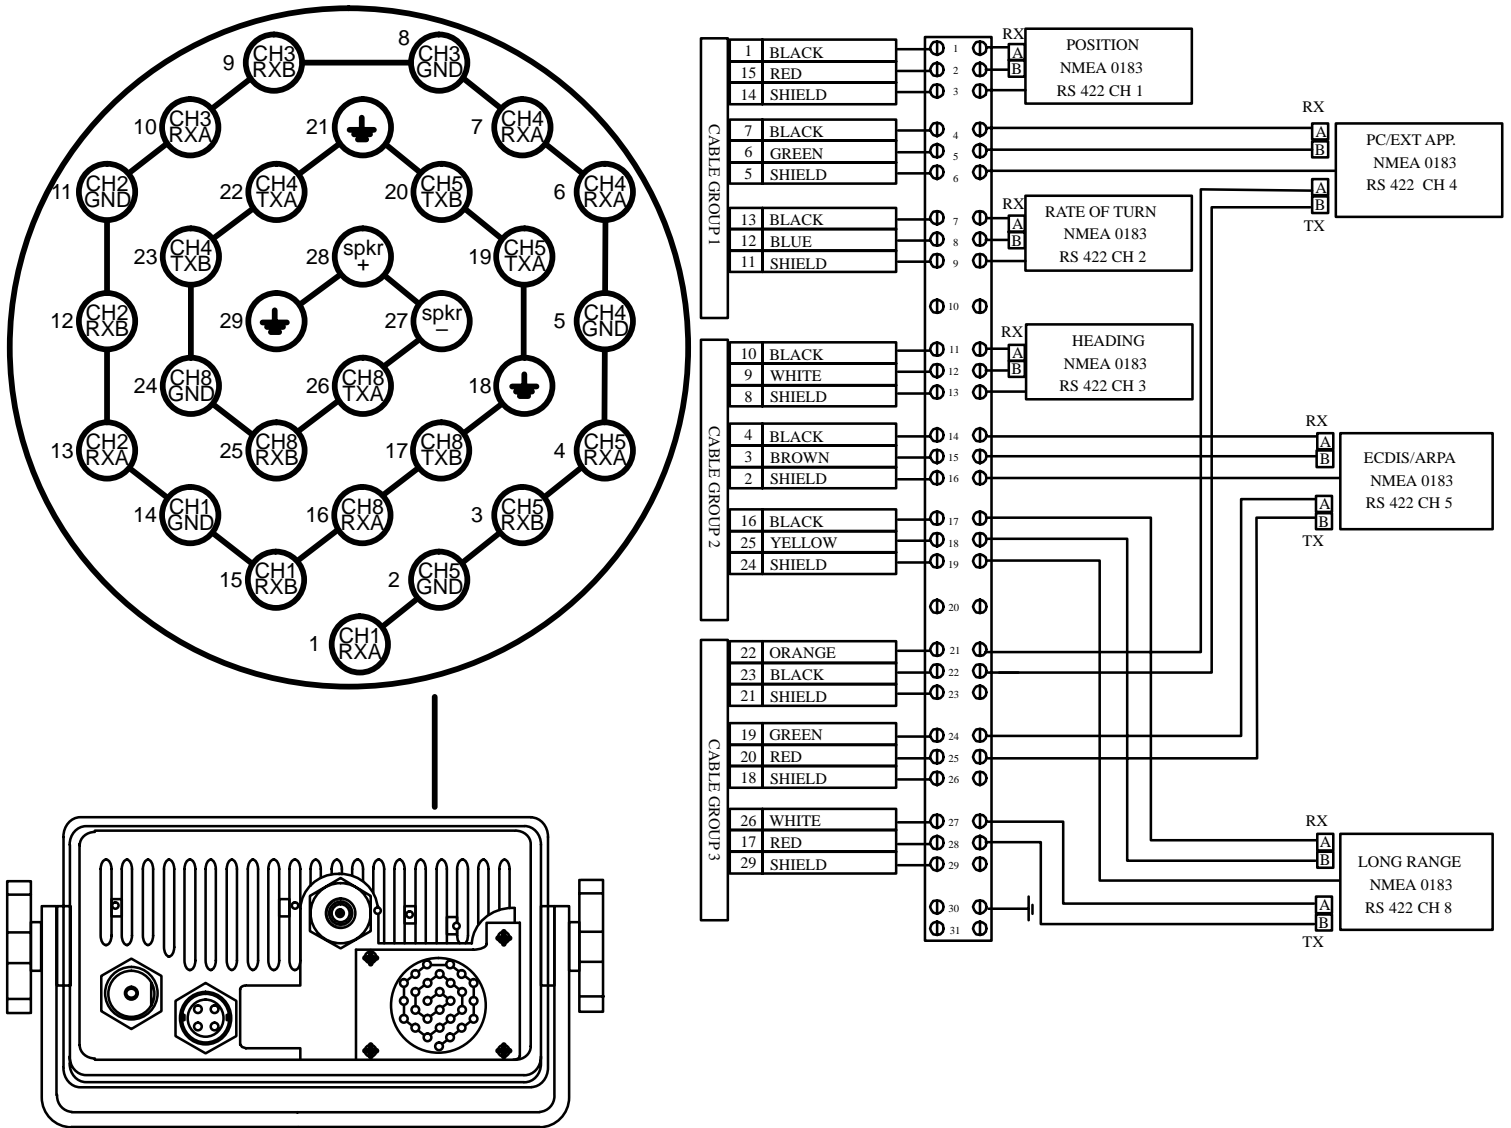 8
CH3
GND
9
CH3
RXB
10
CH3
RXA
21
7
CH4
RXA
11
CH2
GND
22
CH4
TXA
20
CH5
TXB
6
CH4
RXA
23
CH4
TXB
28
spkr
+
19
CH5
TXA
12
CH2
RXB
29
27
spkr
–
5
CH4
GND
24
CH8
GND
26
CH8
TXA
18
13
CH2
RXA
25
CH8
RXB
17
CH8
TXB
4
CH5
RXA
14
CH1
GND
16
CH8
RXA
3
CH5
RXB
15
CH1
RXB
2
CH5
GND
1
CH1
RXA
CABLE GROUP 1
1 BLACK
15 RED
14 SHIELD
7 BLACK
6 GREEN
5 SHIELD
13 BLACK
12 BLUE
11 SHIELD
CABLE GROUP 2
10 BLACK
9 WHITE
8 SHIELD
4 BLACK
3 BROWN
2 SHIELD
16 BLACK
25 YELLOW
24 SHIELD
CABLE GROUP 3
22 ORANGE
23 BLACK
21 SHIELD
19 GREEN
20 RED
18 SHIELD
26 WHITE
17 RED
29 SHIELD
1
2
3
4
5
6
7
8
9
10
11
12
13
14
15
16
17
18
19
20
21
22
23
24
25
26
27
28
29
30
31
RX
A
B
POSITION
NMEA 0183
RS 422 CH 1
RX
A
B
A
B
TX
PC/EXT APP.
NMEA 0183
RS 422 CH 4
RX
A
B
RATE OF TURN
NMEA 0183
RS 422 CH 2
RX
A
B
HEADING
NMEA 0183
RS 422 CH 3
RX
A
B
A
B
TX
ECDIS/ARPA
NMEA 0183
RS 422 CH 5
RX
A
B
A
B
TX
LONG RANGE
NMEA 0183
RS 422 CH 8